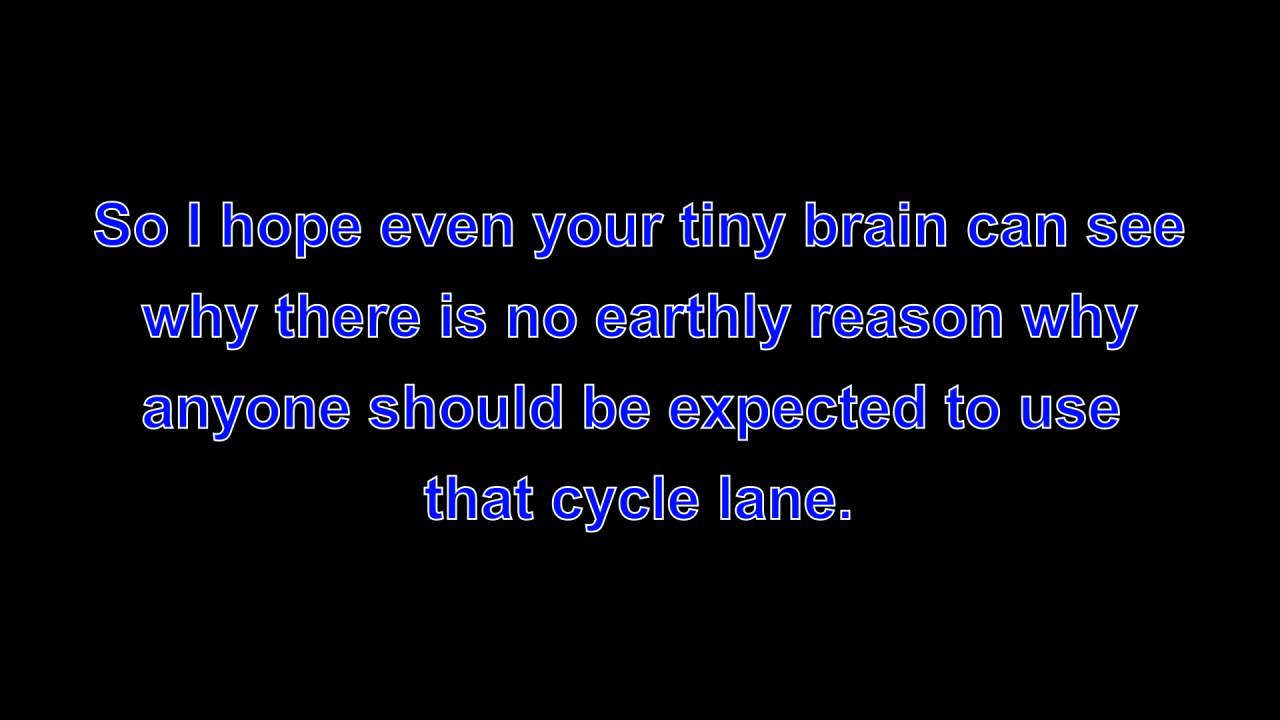 So I hope even your tiny brain can see
why there is no earthly reason why
anyone should be expected to use
that cycle lane.